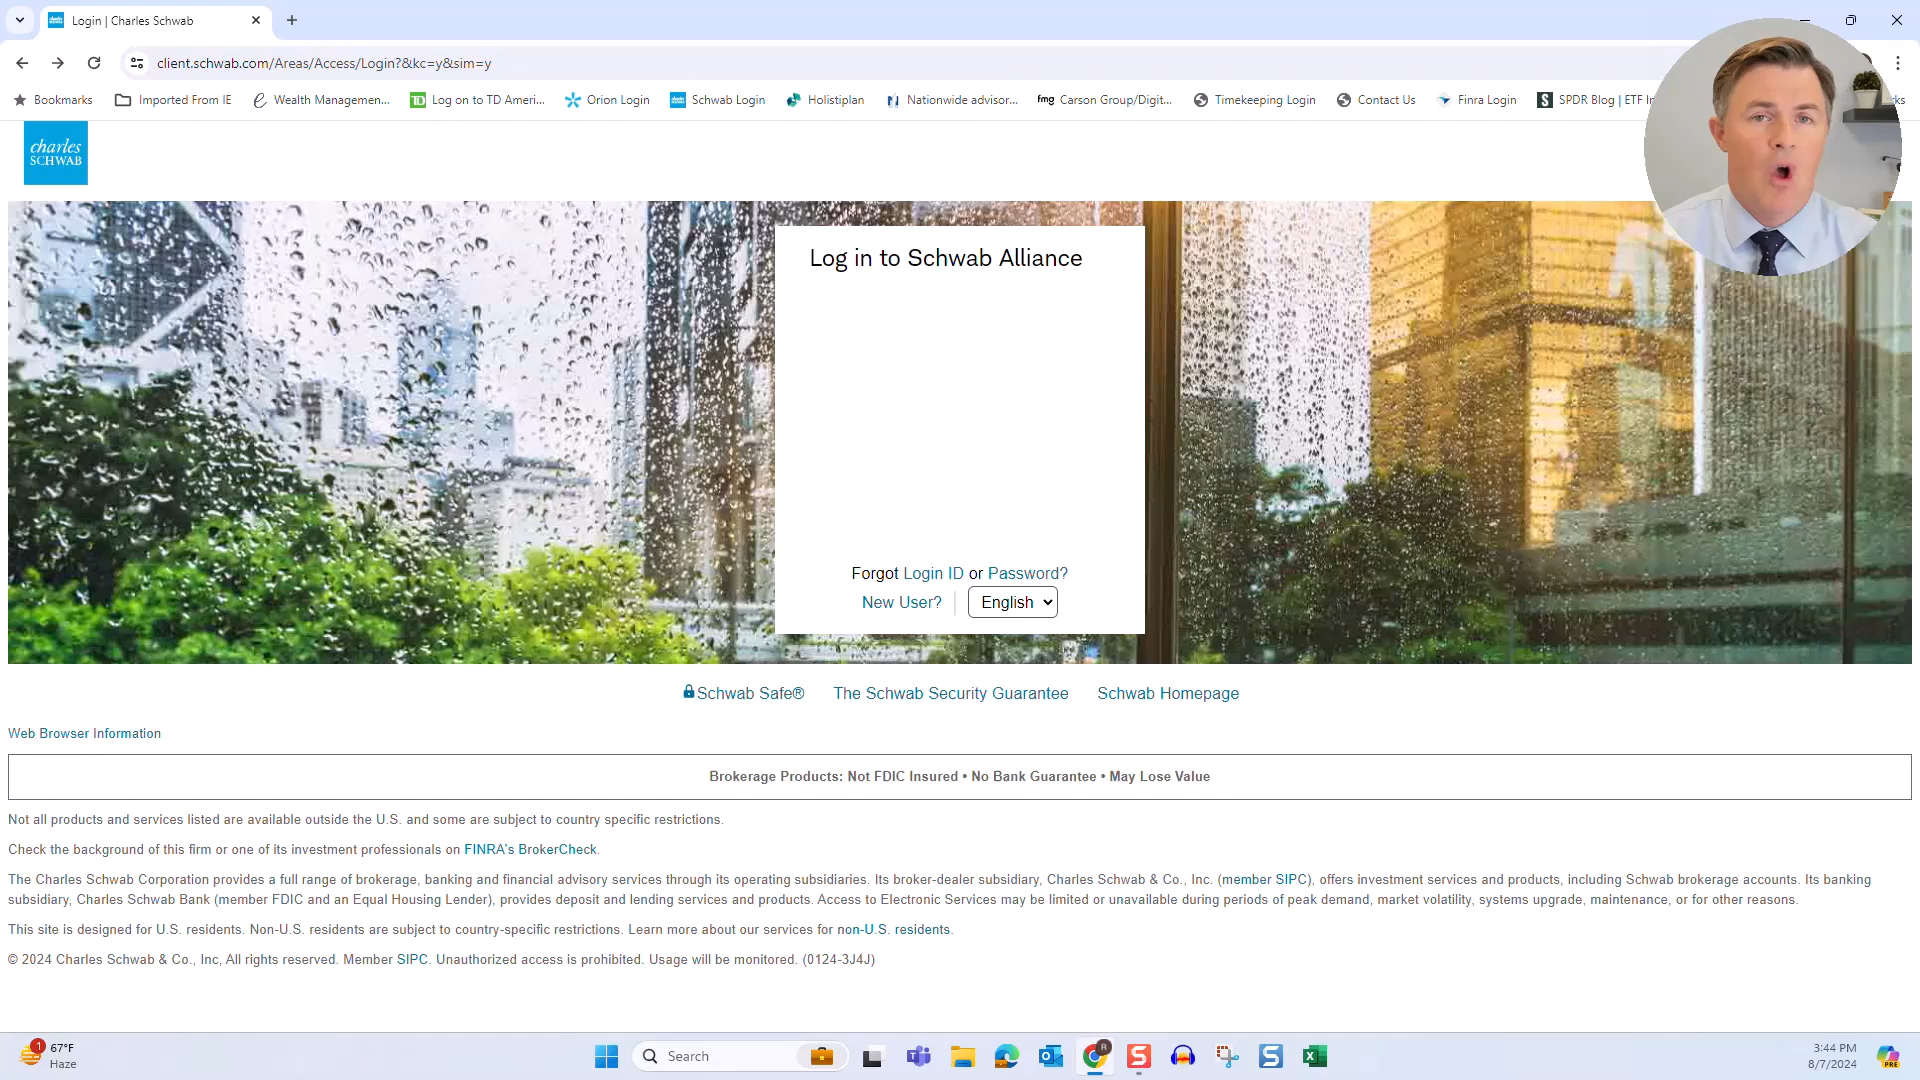 Login | Charles Schwab
client.schwab.com/Areas/Access/Login?&kc=y&sim=y
Bookmarks
Imported From IE
Wealth Managemen...
TD
Log on to TD Ameri...
Orion Login
Schwab Login
Holistiplan
Nationwide advisor...
fmg
Carson Group/Digit...
Timekeeping Login
Contact Us
Finra Login
S
SPDR Blog | ETF
charles
SCHWAB
Log in to Schwab Alliance
Forgot Login ID or Password?
New User?
English
Schwab Safe®
The Schwab Security Guarantee
Schwab Homepage
Web Browser Information
Brokerage Products: Not FDIC Insured • No Bank Guarantee • May Lose Value
Not all products and services listed are available outside the U.S. and some are subject to country specific restrictions.
Check the background of this firm or one of its investment professionals on FINRA's BrokerCheck.
The Charles Schwab Corporation provides a full range of brokerage, banking and financial advisory services through its operating subsidiaries. Its broker-dealer subsidiary, Charles Schwab & Co., Inc. (member SIPC), offers investment services and products, including Schwab brokerage accounts. Its banking
subsidiary, Charles Schwab Bank (member FDIC and an Equal Housing Lender), provides deposit and lending services and products. Access to Electronic Services may be limited or unavailable during periods of peak demand, market volatility, systems upgrade, maintenance, or for other reasons.
This site is designed for U.S. residents. Non-U.S. residents are subject to country-specific restrictions. Learn more about our services for non-U.S. residents.
© 2024 Charles Schwab & Co., Inc, All rights reserved. Member SIPC. Unauthorized access is prohibited. Usage will be monitored. (0124-3J4J)
1
67°F
Haze
Search
R
3:44 PM
8/7/2024
PRE